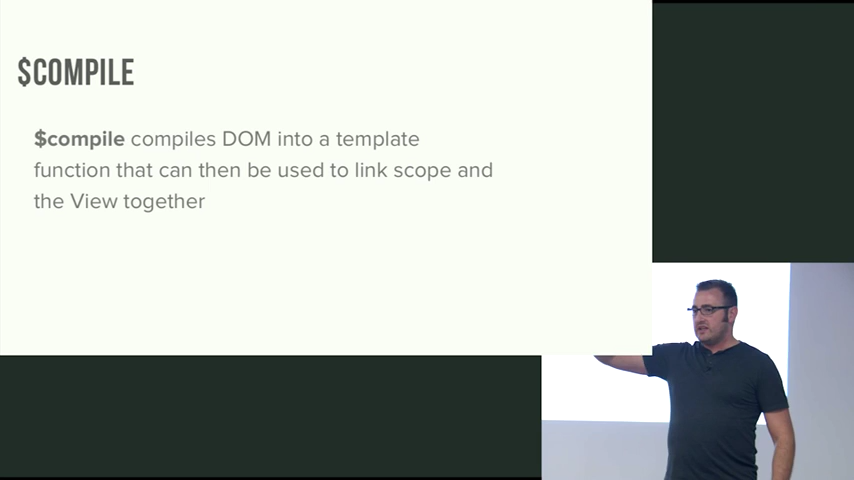 $COMPILE
$compile compiles DOM into a template
function that can then be used to link scope and
the View together